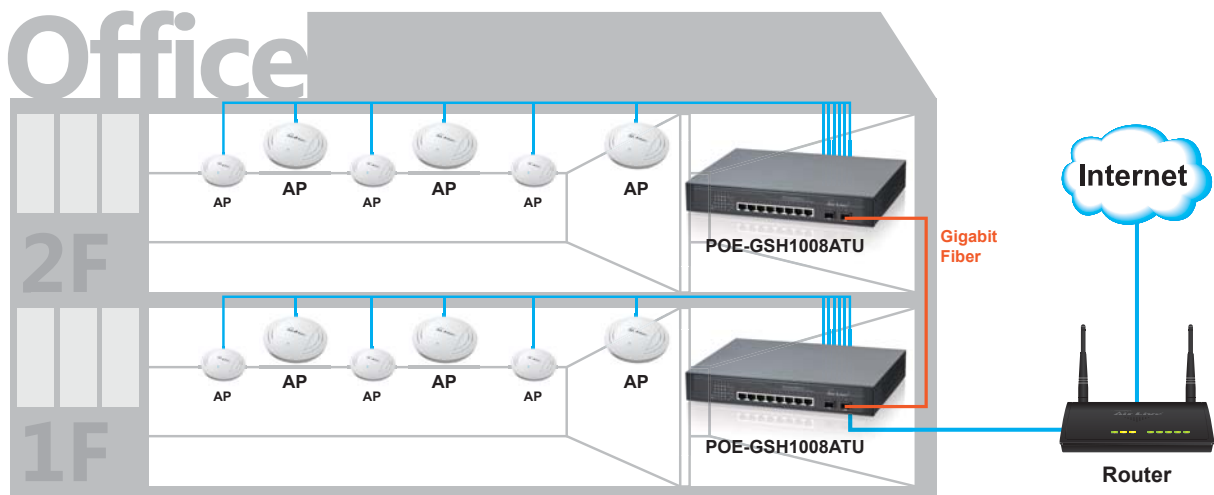 Office
AP AP AP AP AP AP
POE-GSH1008ATU
2F
Gigabit
Fiber
Internet
AP AP AP AP AP AP
POE-GSH1008ATU
1F
Router